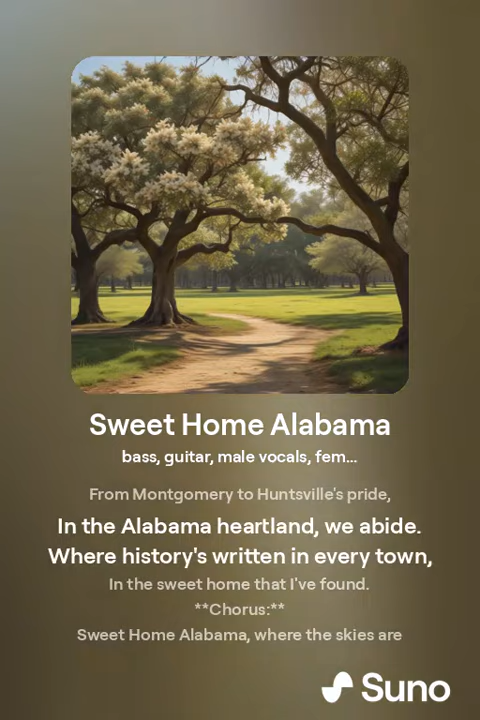 Sweet Home Alabama
bass, guitar, male vocals, fem...
From Montgomery to Huntsville's pride,
In the Alabama heartland, we abide.
Where history's written in every town,
In the sweet home that I've found.
**Chorus:**
Sweet Home Alabama, where the skies are
Suno